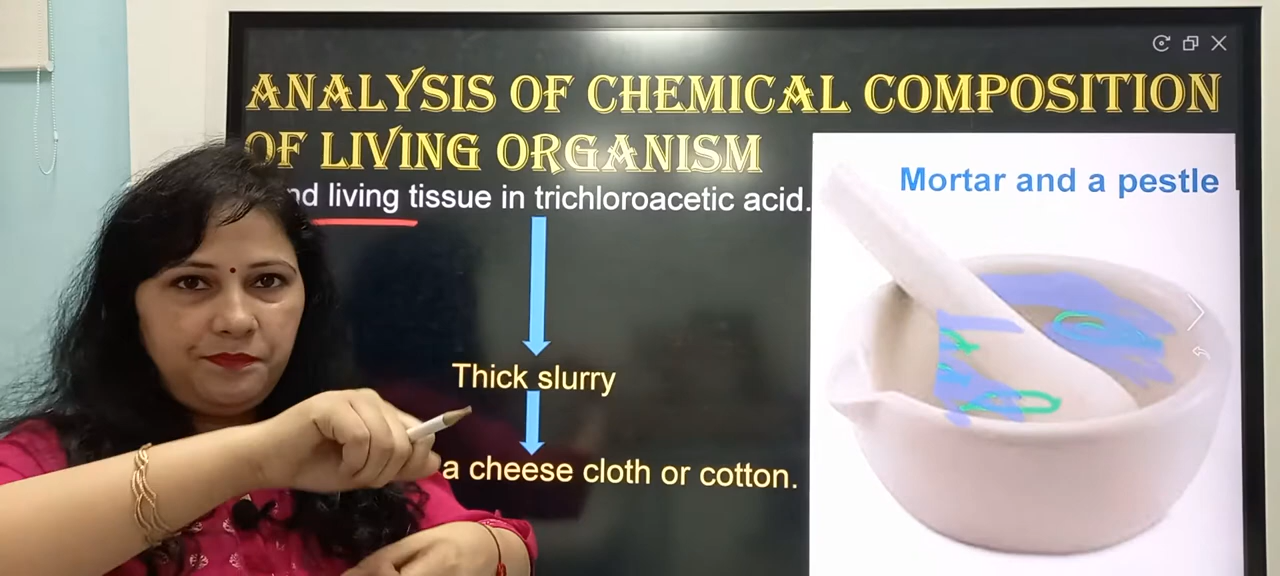 ANALYSIS OF CHEMICAL COMPOSITION
OF LIVING ORGANISM
living tissue in trichloroacetic acid.
Mortar and a pestle
Thick slurry
a cheese cloth or cotton.